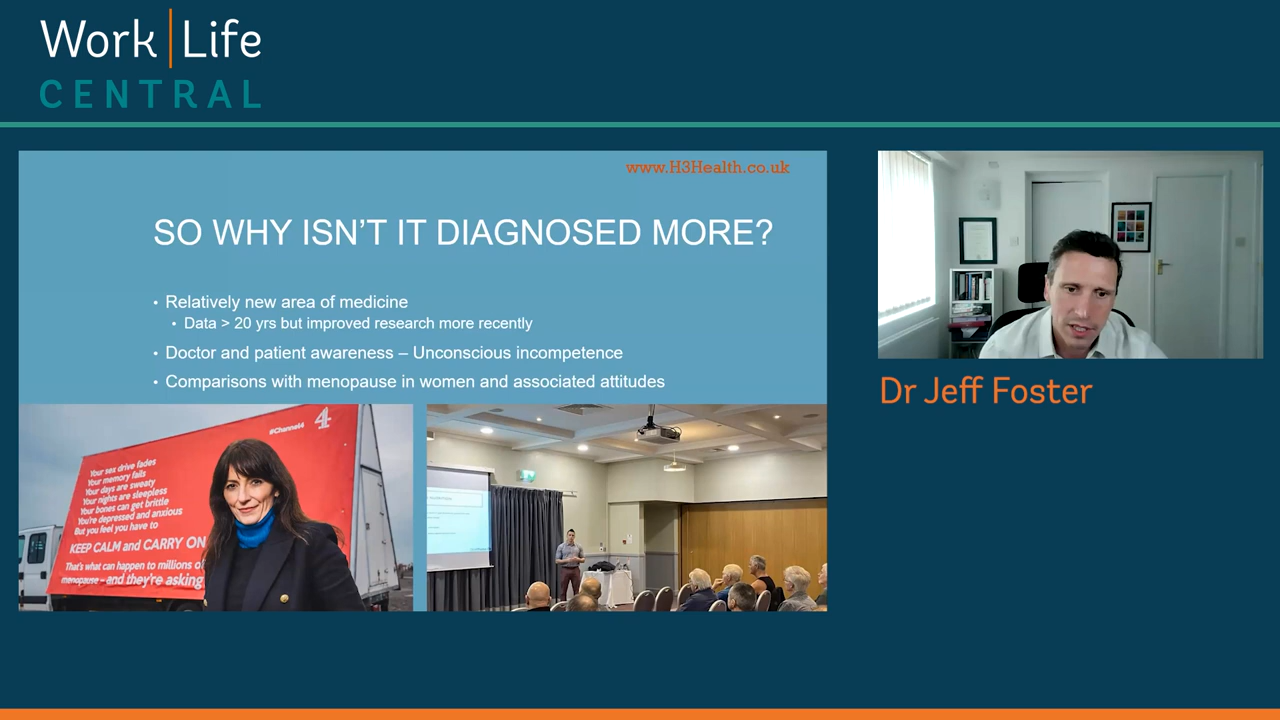 Work Life
CENTRAL
www.H3Health.co.uk
SO WHY ISN'T IT DIAGNOSED MORE?
• Relatively new area of medicine
• Data > 20 yrs but improved research more recently
• Doctor and patient awareness – Unconscious incompetence
• Comparisons with menopause in women and associated attitudes
#Channel4
4
Your sex drive fades
Your memory fails
Your days are sweaty
Your nights are sleepless
Your bones can get brittle
You're depressed and anxious
But you feel you have to
KEEP CALM and CARRY ON
That's what can happen to millions
menopause – and they're asking
Dr Jeff Foster